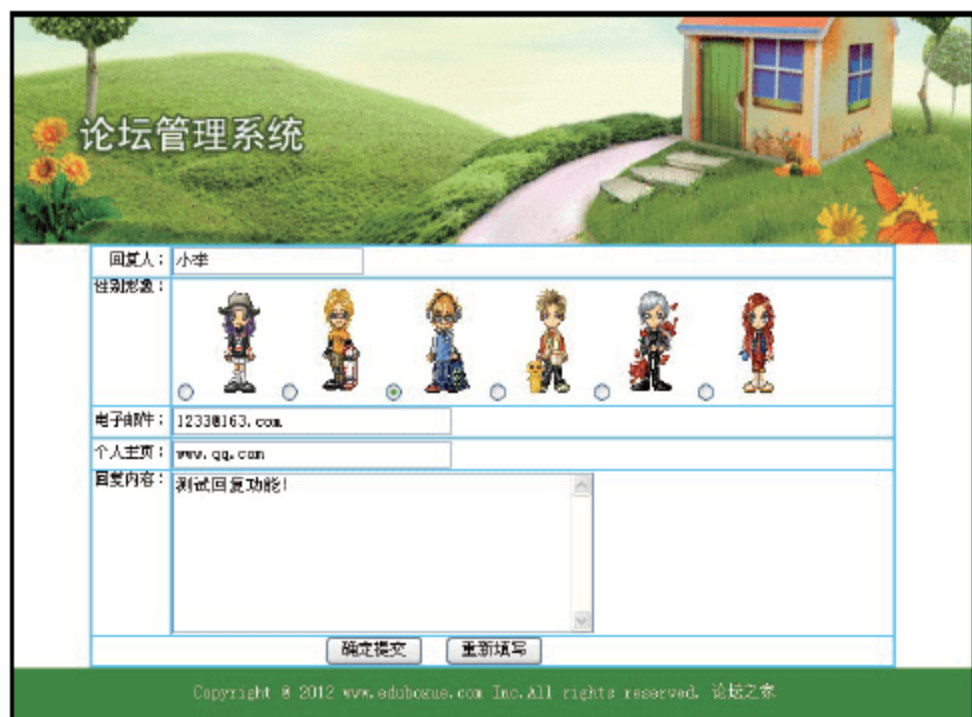 论坛管理系统
回复人： 小李
性别形象：
电子邮件： 1233@163.com
个人主页： www.qq.com
回复内容： 测试回复功能!
确定提交 重新填写
Copyright @ 2012 www.eduboxue.com Inc.All rights reserved. 论坛之家